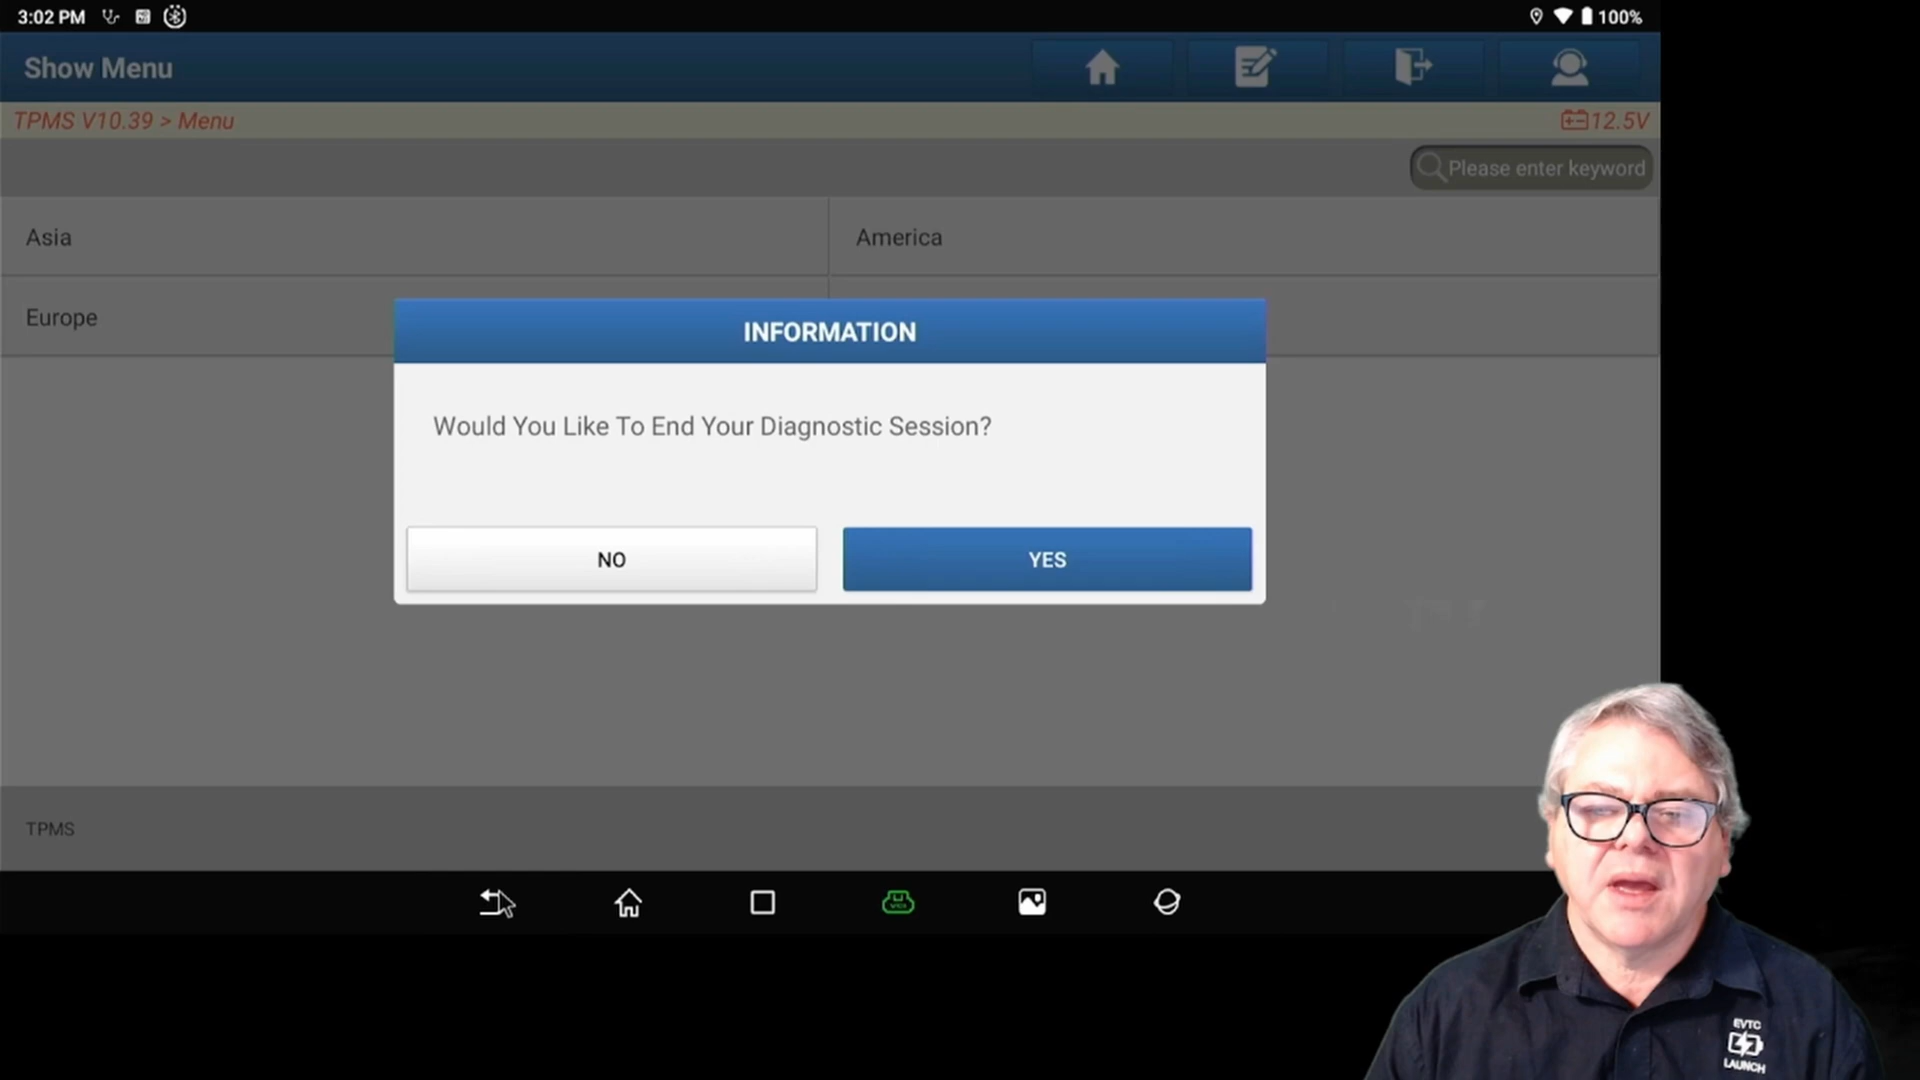 3:02 PM 100%
Show Menu
TPMS V10.39 > Menu 12.5V
Please enter keyword
Asia America
Europe
INFORMATION
Would You Like To End Your Diagnostic Session?
NO YES
TPMS
VCI
EVTC
LAUNCH